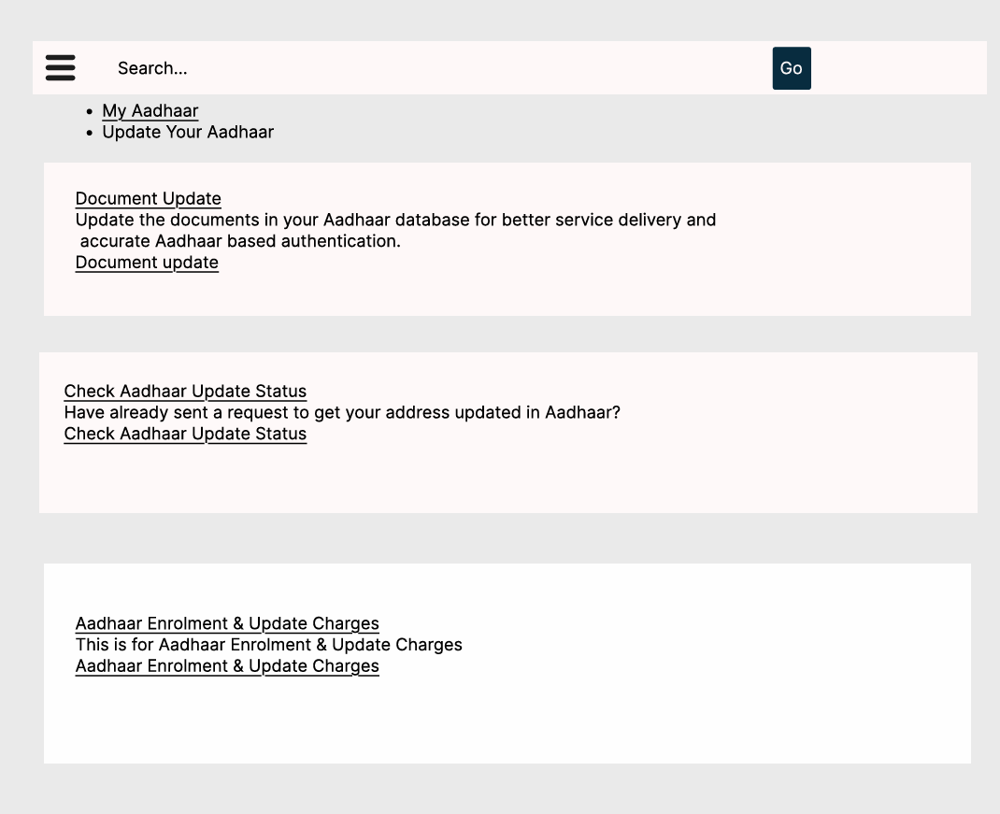 Search...
Go
• My Aadhaar
• Update Your Aadhaar
Document Update
Update the documents in your Aadhaar database for better service delivery and
accurate Aadhaar based authentication.
Document update
Check Aadhaar Update Status
Have already sent a request to get your address updated in Aadhaar?
Check Aadhaar Update Status
Aadhaar Enrolment & Update Charges
This is for Aadhaar Enrolment & Update Charges
Aadhaar Enrolment & Update Charges